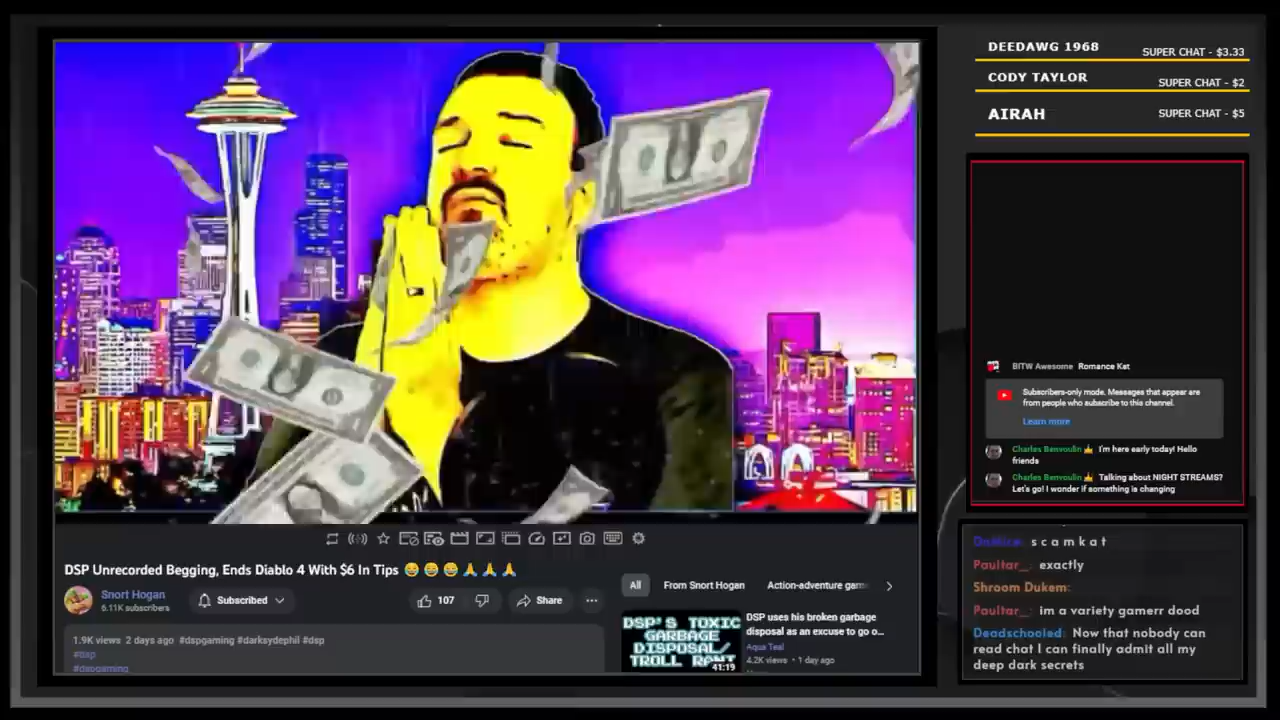 DEEDAWG 1968
SUPER CHAT - $3.33
CODY TAYLOR
SUPER CHAT - $2
AIRAH
SUPER CHAT - $5
BITW Awesome Romance Kat
Subscribers-only mode. Messages that appear
from people who subscribe to this channel.
Learn more
Charles Benvoulin 👑 I'm here early today! Hello
friends
Charles Benvoulin 👑 Talking about NIGHT STREAMS?
Let's go! I wonder if something is changing
s c a m k a t
Paultar_: exactly
Shroom Dukem:
Paultar_: im a variety gamerr dood
Deadschooled: Now that nobody can
read chat I can finally admit all my
deep dark secrets
DSP Unrecorded Begging, Ends Diablo 4 With $6 In Tips 😂 😂 😂 🙏 🙏 🙏
Snort Hogan
6.11K subscribers
Subscribed
107
Share
...
1.9K views 2 days ago #dspgaming #darksydephil #dsp
#tlsp
#dxpgaming
All
From Snort Hogan
Action-adventure gam
DSP'S TOXIC
GARBAGE
DISPOSAL/
TROLL RANT
41:19
DSP uses his broken garbage
disposal as an excuse to go o...
Aqua Teal
4.2K views • 1 day ago